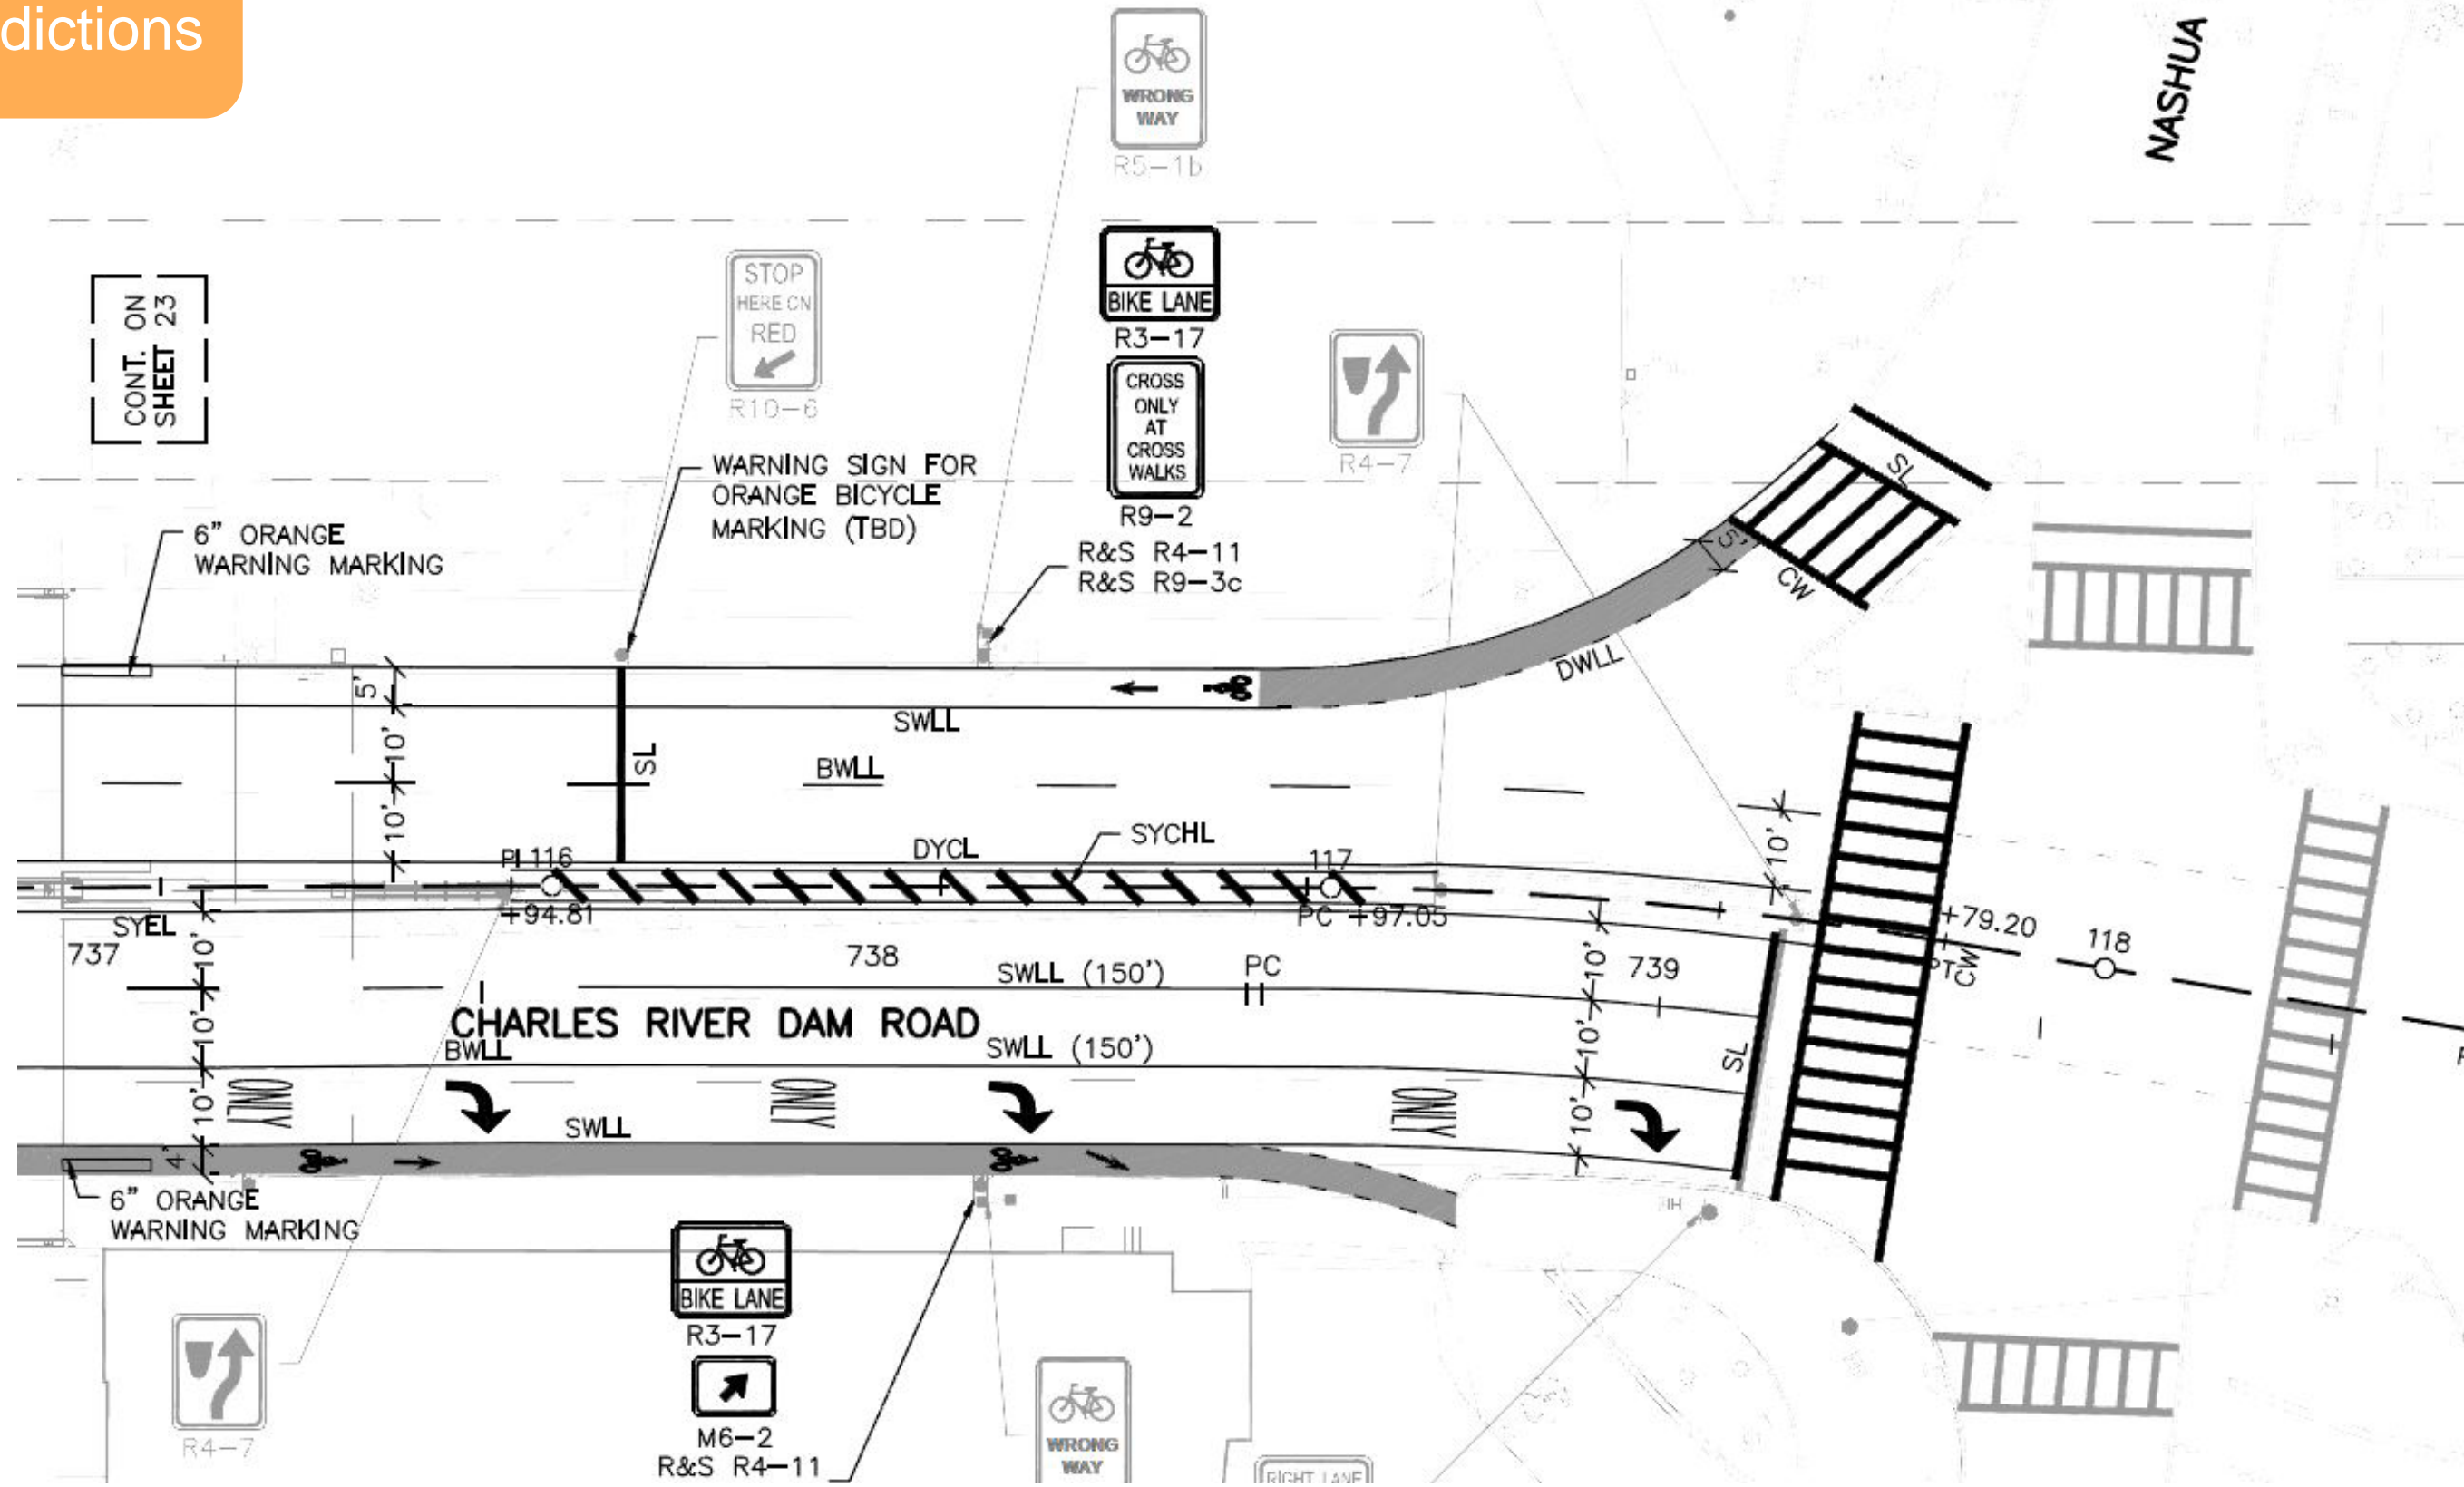 dictions
NASHUA
WRONG
WAY
R5-1b
CONT. ON
SHEET 23
STOP
HERE ON
RED
R10-6
BIKE LANE
R3-17
CROSS
ONLY
AT
CROSS
WALKS
R9-2
R&S R4-11
R&S R9-3c
R4-7
WARNING SIGN FOR
ORANGE BICYCLE
MARKING (TBD)
6" ORANGE
WARNING MARKING
SL
5'
CW
DWLL
5'
SWLL
10'
SL
BWLL
10'
SYCHL
DYCL
PI 116
117
10'
+94.81
PC +97.05
SYEL
737
738
739
+79.20
118
PT
CW
10'
10'
SWLL (150')
PC
CHARLES RIVER DAM ROAD
BWLL
SWLL (150')
10'
10'
SL
ONLY
ONLY
ONLY
10'
10'
SWLL
4'
6" ORANGE
WARNING MARKING
HH
BIKE LANE
R3-17
M6-2
R&S R4-11
R4-7
WRONG
WAY
RIGHT LANE